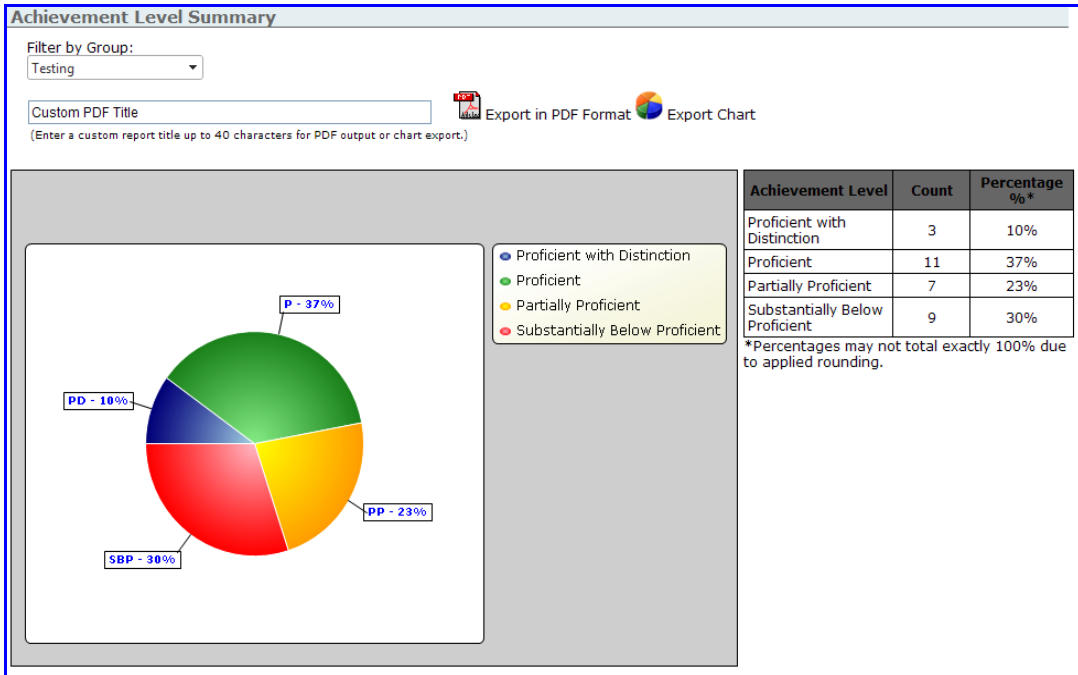 Achievement Level Summary
Filter by Group:
Testing
Custom PDF Title
Export in PDF Format
Export Chart
(Enter a custom report title up to 40 characters for PDF output or chart export.)
P - 37%
PD - 10%
PP - 23%
SBP - 30%
Proficient with Distinction
Proficient
Partially Proficient
Substantially Below Proficient
Achievement Level Count Percentage
%*
Proficient with
Distinction 3 10%
Proficient 11 37%
Partially Proficient 7 23%
Substantially Below
Proficient 9 30%
*Percentages may not total exactly 100% due
to applied rounding.